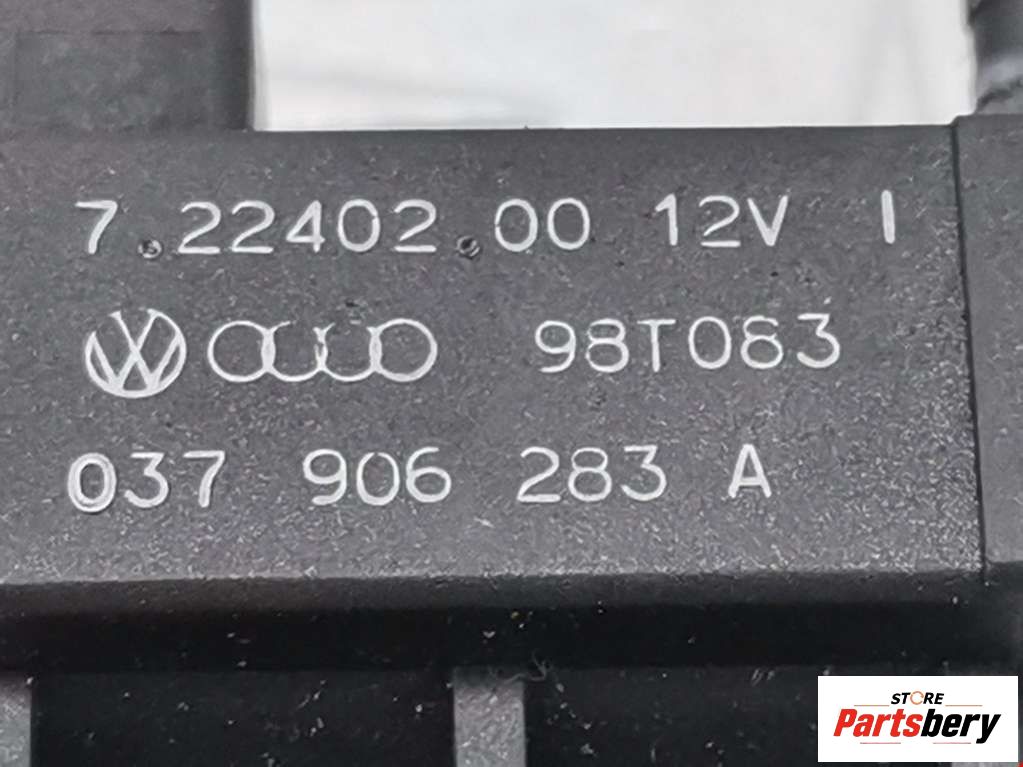 7.22402.00 12V I
98T083
037 906 283 A
STORE
Partsbery